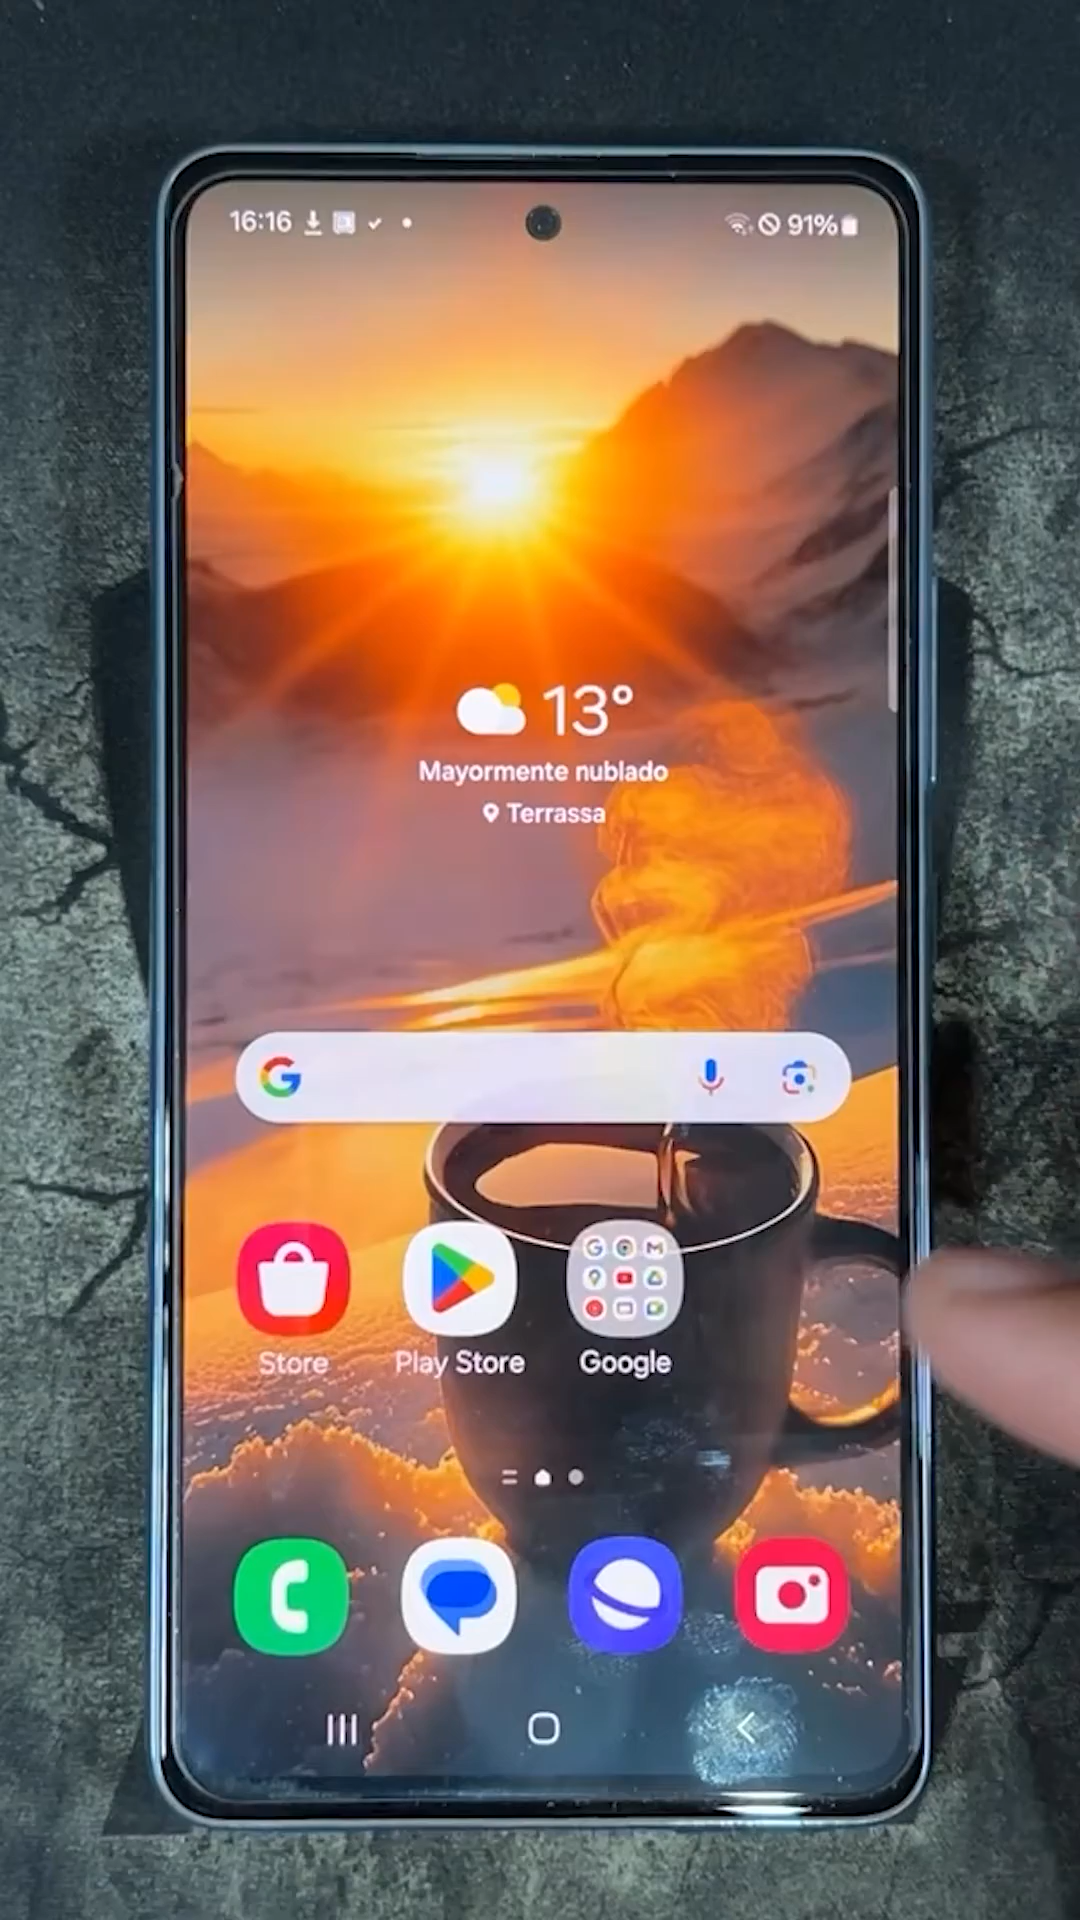 16:16
91%
13°
Mayormente nublado
Terrassa
Store
Play Store
Google